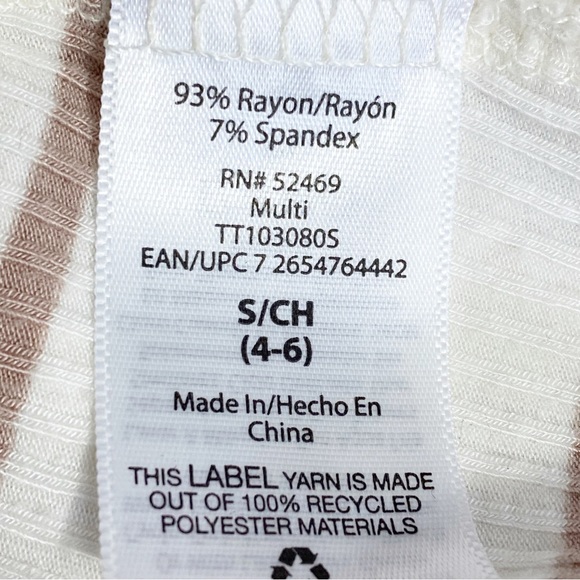 93% Rayon/Rayón
7% Spandex
RN# 52469
Multi
TT103080S
EAN/UPC 7 2654764442
S/CH
(4-6)
Made In/Hecho En
China
THIS LABEL YARN IS MADE
OUT OF 100% RECYCLED
POLYESTER MATERIALS